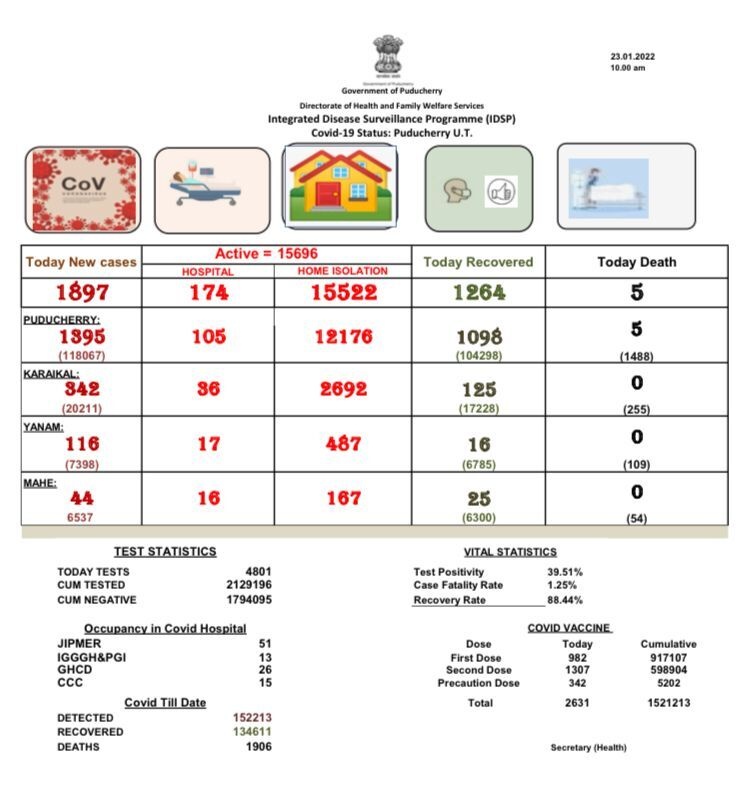 23.01.2022
10.00 am
Government of Puducherry
Government of Puducherry
Directorate of Health and Family Welfare Services
Integrated Disease Surveillance Programme (IDSP)
Covid-19 Status: Puducherry U.T.
CoV
CORONAVIRUS
Today New cases Active = 15696 Today Recovered Today Death
HOSPITAL HOME ISOLATION
1897 174 15522 1264 5
PUDUCHERRY:
1395 105 12176 1098 5
(118067) (104298) (1488)
KARAIKAL:
342 36 2692 125 0
(20211) (17228) (255)
YANAM:
116 17 487 16 0
(7398) (6785) (109)
MAHE:
44 16 167 25 0
6537 (6300) (54)
TEST STATISTICS
TODAY TESTS 4801
CUM TESTED 2129196
CUM NEGATIVE 1794095
VITAL STATISTICS
Test Positivity 39.51%
Case Fatality Rate 1.25%
Recovery Rate 88.44%
Occupancy in Covid Hospital
JIPMER 51
IGGGH&PGI 13
GHCD 26
CCC 15
COVID VACCINE
Dose Today Cumulative
First Dose 982 917107
Second Dose 1307 598904
Precaution Dose 342 5202
Total 2631 1521213
Covid Till Date
DETECTED 152213
RECOVERED 134611
DEATHS 1906
Secretary (Health)